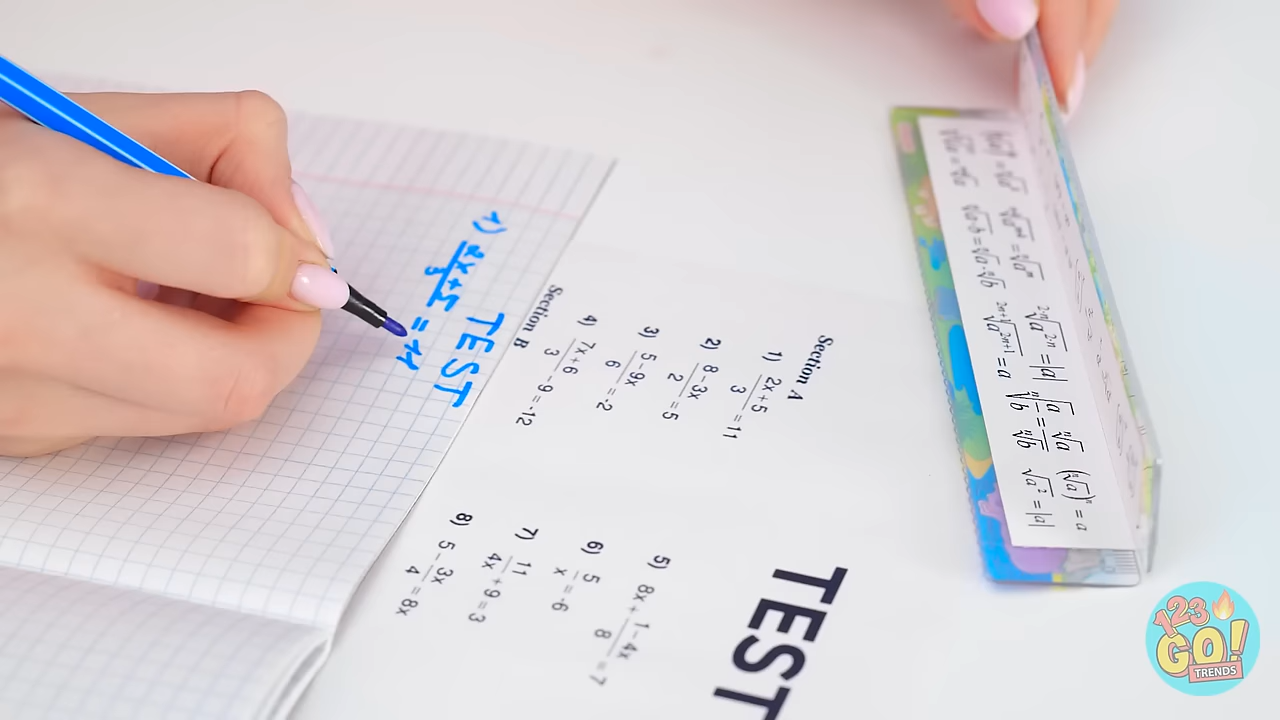 TEST
1) 2x+5/3 = 11
TEST
Section A
1) 2x+5/3 = 11
2) 8-3x/2 = 5
3) 5-9x/6 = -2
4) 7x+6/3 -9 = -12
Section B
5) 8x + 1-4x/8 = 7
6) 5/x = -6
7) 11/4x+9 = 3
8) 5 - 3x/4 = 8x
²ⁿ√a²ⁿ = |a| (ⁿ√a)ⁿ = a
ⁿ√a·b = ⁿ√a·ⁿ√b ²ⁿ⁺¹√a²ⁿ⁺¹ = a √a² = |a|
123
GO!
TRENDS